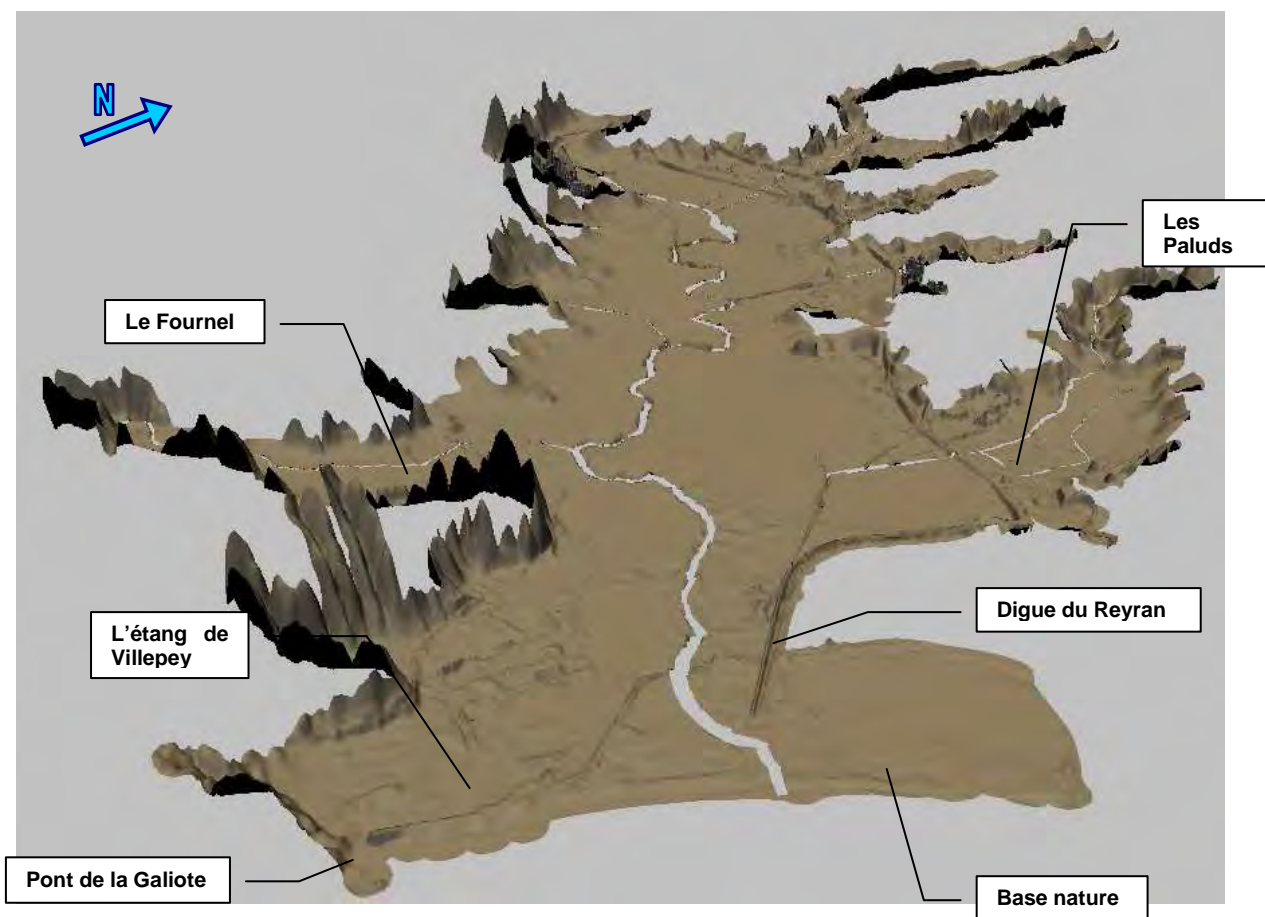 N
Les
Paluds
Le Fournel
L'étang de
Villepey
Digue du Reyran
Pont de la Galiote
Base nature